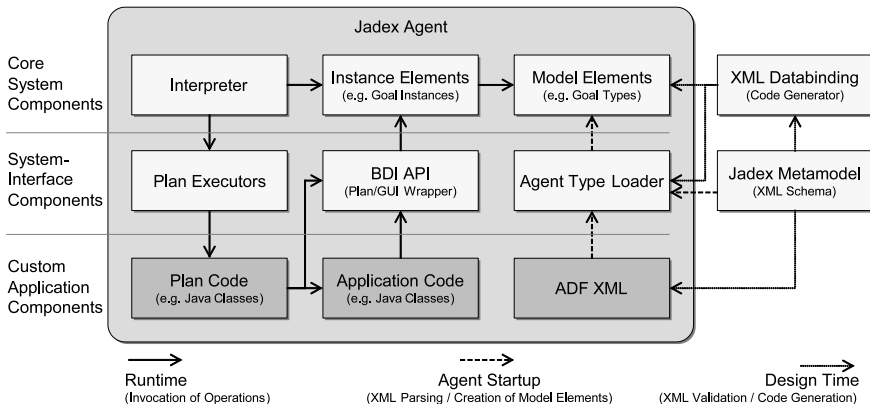 Jadex Agent
Core
System
Components
Interpreter
Instance Elements
(e.g. Goal Instances)
Model Elements
(e.g. Goal Types)
XML Databinding
(Code Generator)
System-
Interface
Components
Plan Executors
BDI API
(Plan/GUI Wrapper)
Agent Type Loader
Jadex Metamodel
(XML Schema)
Custom
Application
Components
Plan Code
(e.g. Java Classes)
Application Code
(e.g. Java Classes)
ADF XML
Runtime
(Invocation of Operations)
Agent Startup
(XML Parsing / Creation of Model Elements)
Design Time
(XML Validation / Code Generation)